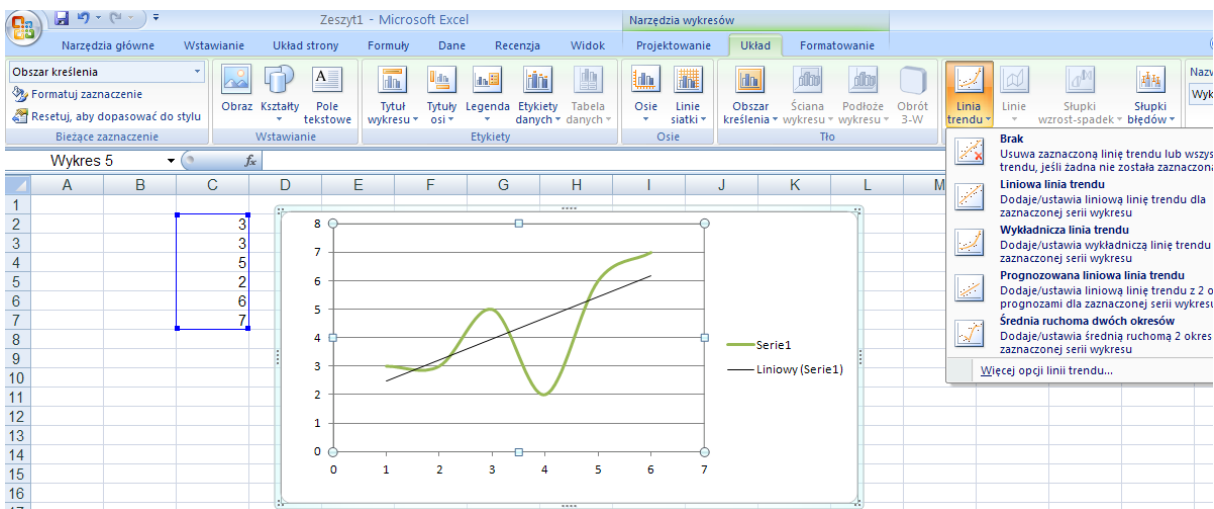 Zeszyt1 - Microsoft Excel
Narzędzia wykresów
Narzędzia główne Wstawianie Układ strony Formuły Dane Recenzja Widok Projektowanie Układ Formatowanie
Obszar kreślenia
Formatuj zaznaczenie
Resetuj, aby dopasować do stylu
Bieżące zaznaczenie
Obraz Kształty Pole tekstowe
Wstawianie
Tytuł wykresu Tytuły osi Legenda Etykiety danych Tabela danych
Etykiety
Osie Linie siatki
Osie
Obszar kreślenia Ściana wykresu Podłoże wykresu Obrót 3-W
Tło
Linia trendu Linie Słupki wzrost-spadek Słupki błędów
Nazw
Wyk
Brak
Usuwa zaznaczoną linię trendu lub wszys
trendu, jeśli żadna nie została zaznaczona
Liniowa linia trendu
Dodaje/ustawia liniową linię trendu dla
zaznaczonej serii wykresu
Wykładnicza linia trendu
Dodaje/ustawia wykładniczą linię trendu
zaznaczonej serii wykresu
Prognozowana liniowa linia trendu
Dodaje/ustawia liniową linię trendu z 2 o
prognozami dla zaznaczonej serii wykresu
Średnia ruchoma dwóch okresów
Dodaje/ustawia średnią ruchomą 2 okres
zaznaczonej serii wykresu
Więcej opcji linii trendu...
Wykres 5 fx
A B C D E F G H I J K L M
1
2 3
3 3
4 5
5 2
6 6
7 7
8
9
10
11
12
13
14
15
16
17
8
7
6
5
4
3
2
1
0
0 1 2 3 4 5 6 7
Serie1
Liniowy (Serie1)